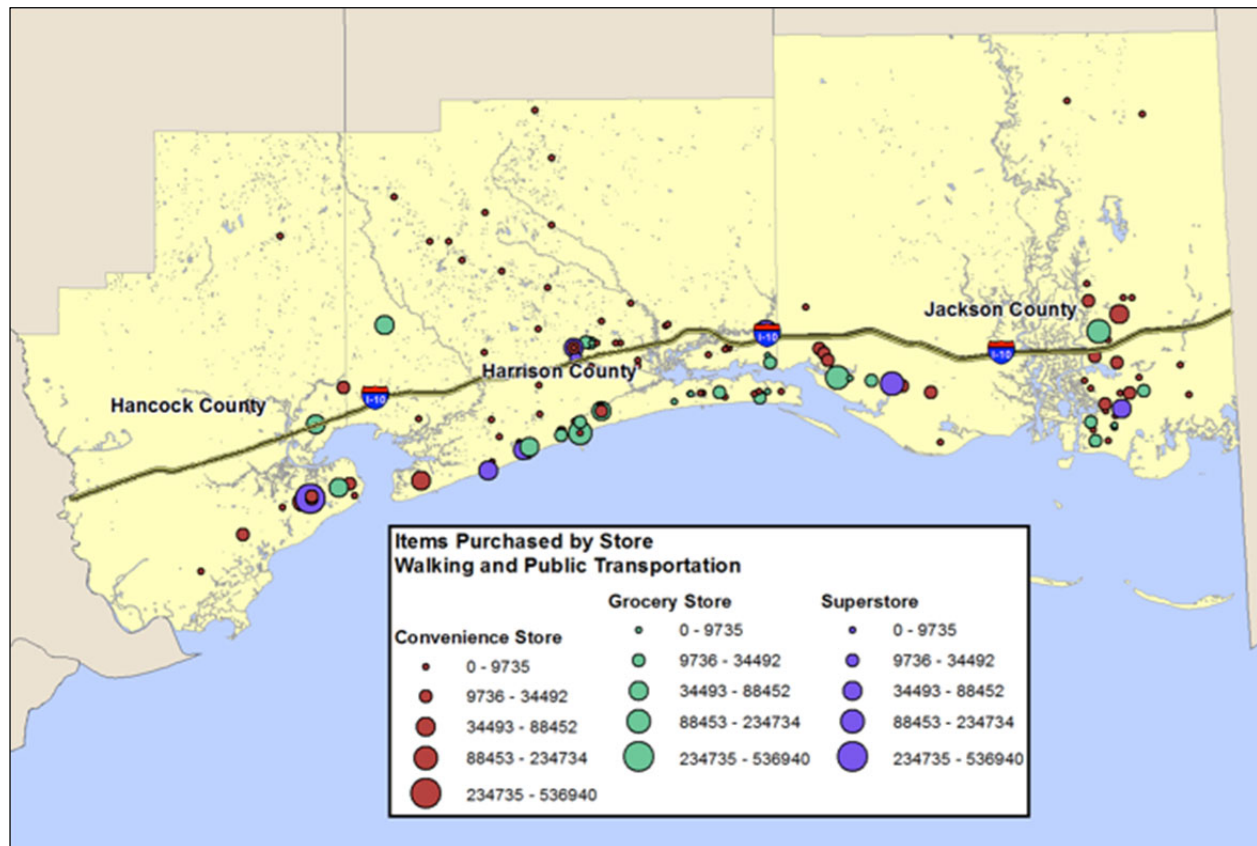 Jackson County
I-10
I-10
Harrison County
Hancock County
I-10
Items Purchased by Store
Walking and Public Transportation
Convenience Store
0 - 9735
9736 - 34492
34493 - 88452
88453 - 234734
234735 - 536940
Grocery Store
0 - 9735
9736 - 34492
34493 - 88452
88453 - 234734
234735 - 536940
Superstore
0 - 9735
9736 - 34492
34493 - 88452
88453 - 234734
234735 - 536940